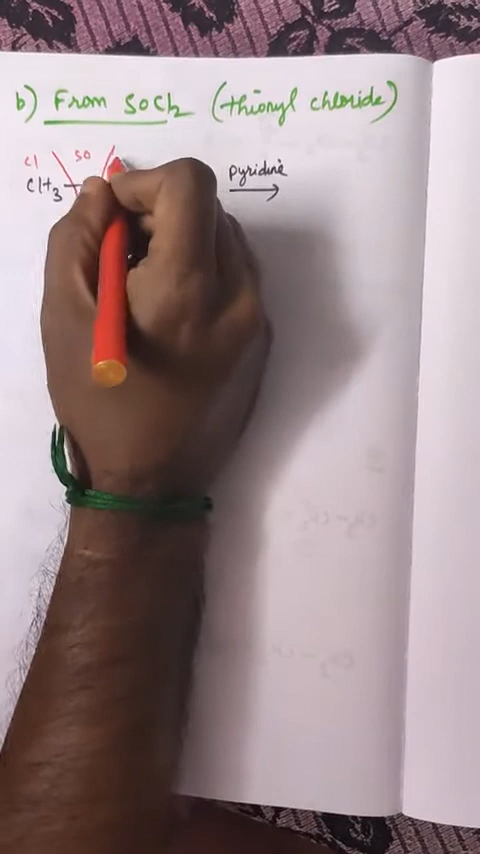 b) From SOCl₂ (thionyl chloride)
Cl SO
CH₃ pyridine